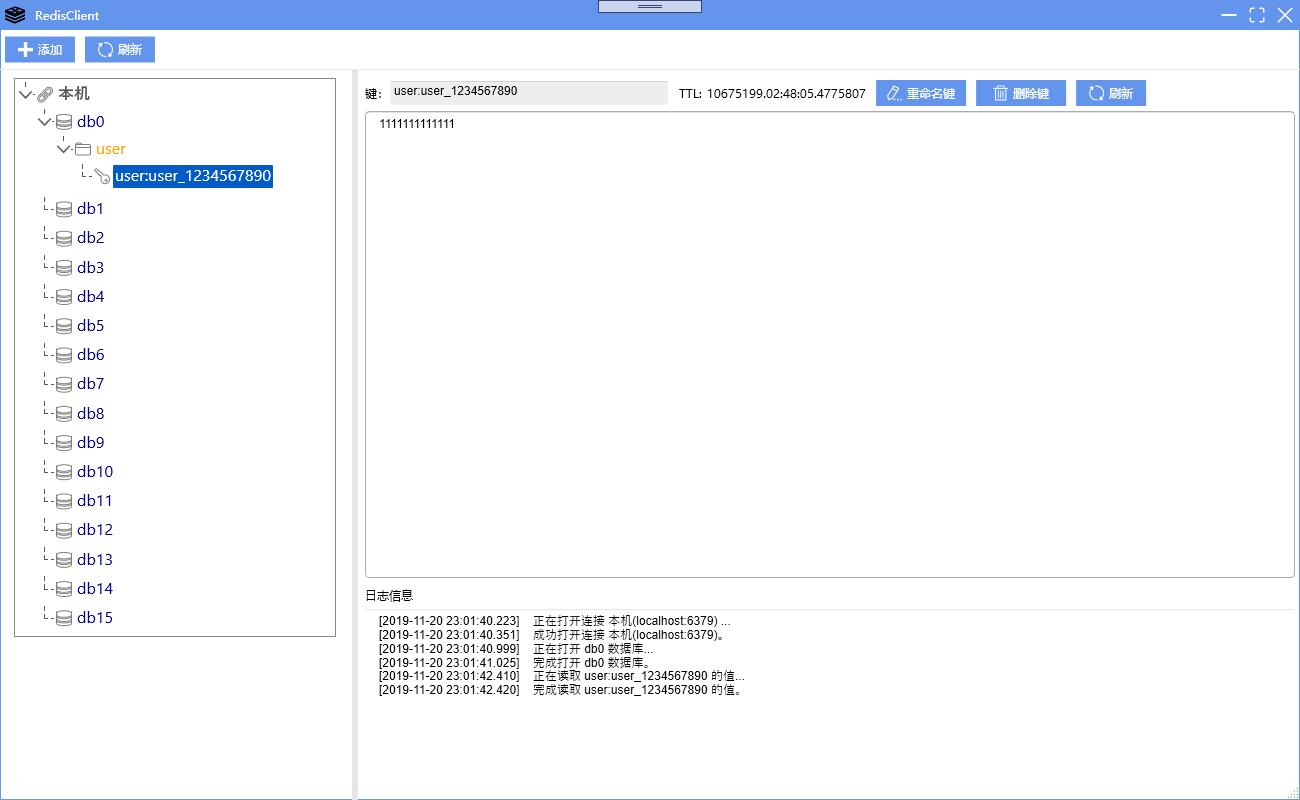 RedisClient
添加 刷新
本机
db0
user
user:user_1234567890
db1
db2
db3
db4
db5
db6
db7
db8
db9
db10
db11
db12
db13
db14
db15
键: user:user_1234567890 TTL: 10675199.02:48:05.4775807 重命名键 删除键 刷新
1111111111111
日志信息
[2019-11-20 23:01:40.223] 正在打开连接 本机(localhost:6379) ...
[2019-11-20 23:01:40.351] 成功打开连接 本机(localhost:6379)。
[2019-11-20 23:01:40.999] 正在打开 db0 数据库...
[2019-11-20 23:01:41.025] 完成打开 db0 数据库。
[2019-11-20 23:01:42.410] 正在读取 user:user_1234567890 的值...
[2019-11-20 23:01:42.420] 完成读取 user:user_1234567890 的值。